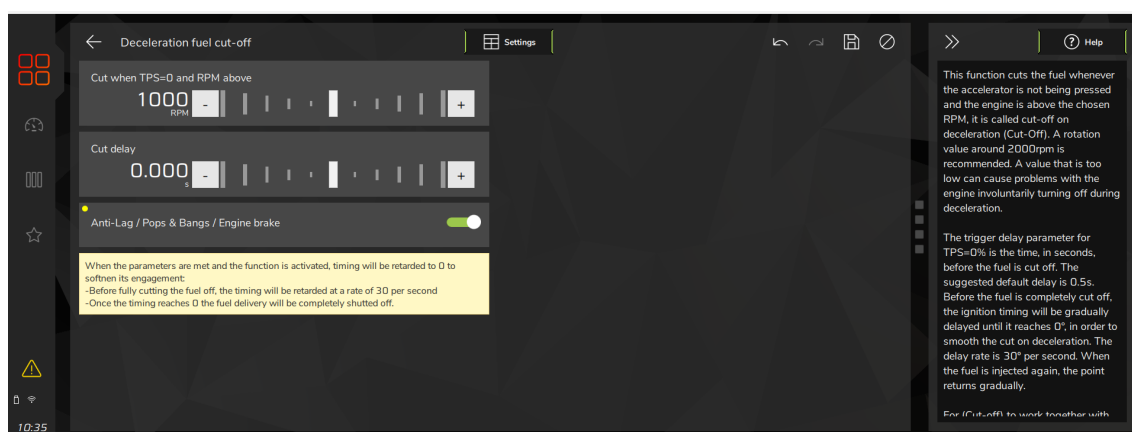 Deceleration fuel cut-off
Settings
Help
Cut when TPS=0 and RPM above
1000
RPM
-
+
Cut delay
0.000
s
-
+
Anti-Lag / Pops & Bangs / Engine brake
When the parameters are met and the function is activated, timing will be retarded to 0 to
softnen its engagement:
-Before fully cutting the fuel off, the timing will be retarded at a rate of 30 per second
-Once the timing reaches 0 the fuel delivery will be completely shutted off.
This function cuts the fuel whenever
the accelerator is not being pressed
and the engine is above the chosen
RPM, it is called cut-off on
deceleration (Cut-Off). A rotation
value around 2000rpm is
recommended. A value that is too
low can cause problems with the
engine involuntarily turning off during
deceleration.
The trigger delay parameter for
TPS=0% is the time, in seconds,
before the fuel is cut off. The
suggested default delay is 0.5s.
Before the fuel is completely cut off,
the ignition timing will be gradually
delayed until it reaches 0°, in order to
smooth the cut on deceleration. The
delay rate is 30° per second. When
the fuel is injected again, the point
returns gradually.
For (Cut-off) to work together with
10:35